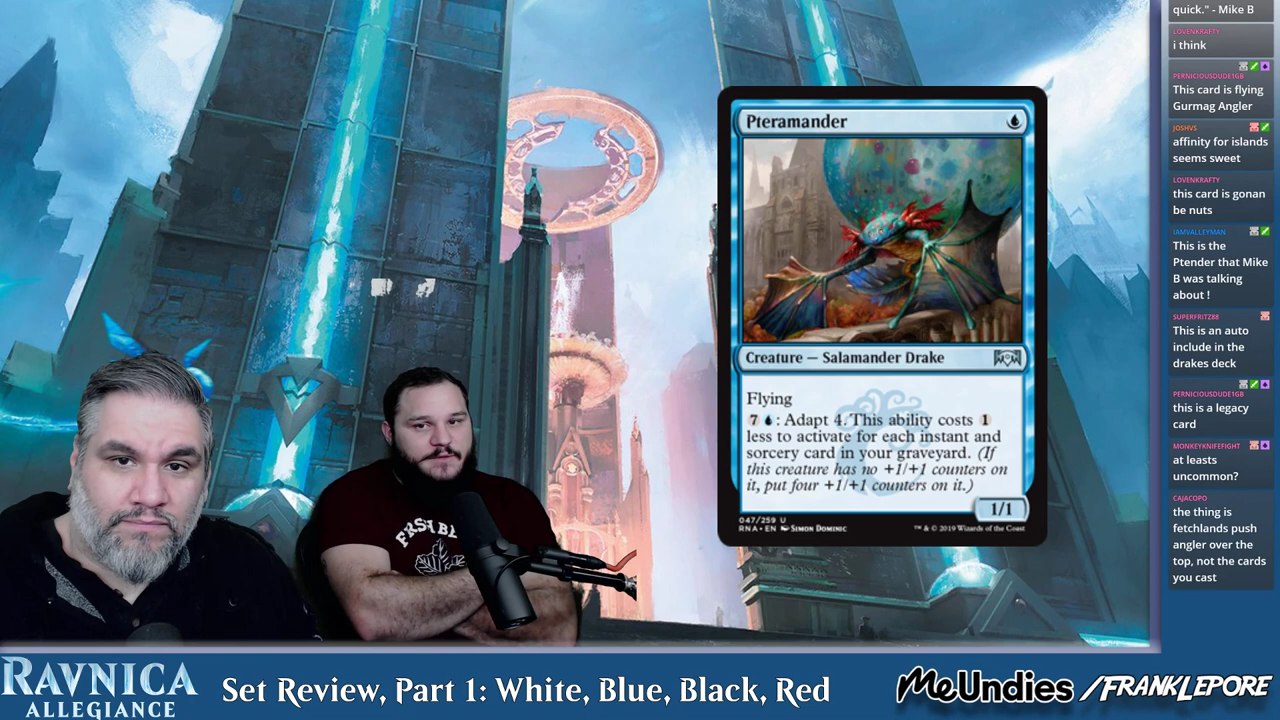 quick." - Mike B
LOVENKRAFTY
i think
PERNICIOUSDUDE1GB
This card is flying
Gurmag Angler
JOSHVS
affinity for islands
seems sweet
LOVENKRAFTY
this card is gonan
be nuts
IAMVALLEYMAN
This is the
Ptender that Mike
B was talking
about !
SUPERFRITZ88
This is an auto
include in the
drakes deck
PERNICIOUSDUDE1GB
this is a legacy
card
MONKEYKNIFEFIGHT
at leasts
uncommon?
CAJACOPO
the thing is
fetchlands push
angler over the
top, not the cards
you cast
Pteramander
Creature — Salamander Drake
Flying
7 : Adapt 4. This ability costs 1
less to activate for each instant and
sorcery card in your graveyard. (If
this creature has no +1/+1 counters on
it, put four +1/+1 counters on it.)
1/1
047/259 U
RNA • EN Simon Dominic
™ & © 2019 Wizards of the Coast
RAVNICA
ALLEGIANCE
Set Review, Part 1: White, Blue, Black, Red
MeUndies /FRANKLEPORE